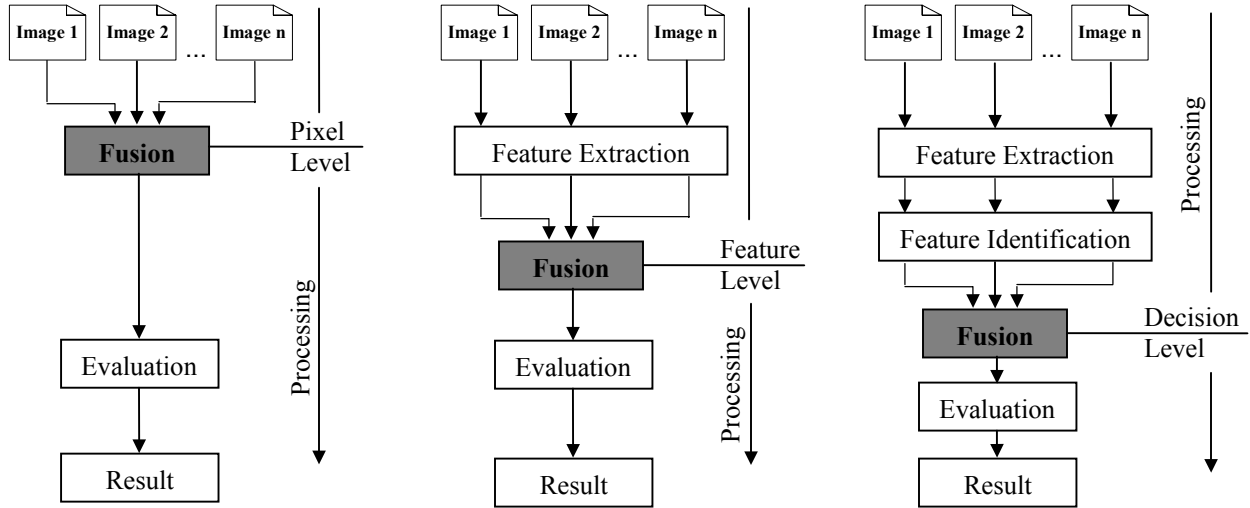 Image 1
Image 2
...
Image n
Fusion
Pixel
Level
Processing
Evaluation
Result
Image 1
Image 2
...
Image n
Feature Extraction
Fusion
Feature
Level
Processing
Evaluation
Result
Image 1
Image 2
...
Image n
Processing
Feature Extraction
Feature Identification
Fusion
Decision
Level
Evaluation
Result